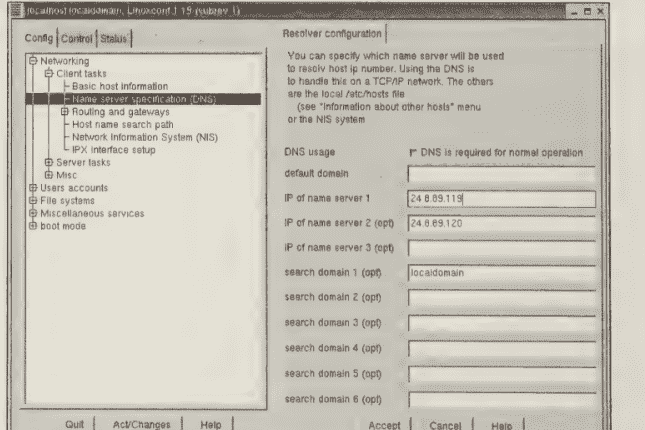 localhost.localdomain: Linuxconf 1.15 (subrev 1)
Config Control Status
Networking
Client tasks
Basic host information
Name server specification (DNS)
Routing and gateways
Host name search path
Network Information System (NIS)
IPX interface setup
Server tasks
Misc
Users accounts
File systems
Miscellaneous services
boot mode
Quit Act/Changes Help
Resolver configuration
You can specify which name server will be used
to resolv host ip number. Using the DNS is
to handle this on a TCP/IP network. The others
are the local /etc/hosts file
(see "information about other hosts" menu
or the NIS system
DNS usage DNS is required for normal operation
default domain
IP of name server 1 24.8.89.119
IP of name server 2 (opt) 24.8.89.120
IP of name server 3 (opt)
search domain 1 (opt) localdomain
search domain 2 (opt)
search domain 3 (opt)
search domain 4 (opt)
search domain 5 (opt)
search domain 6 (opt)
Accept Cancel Help